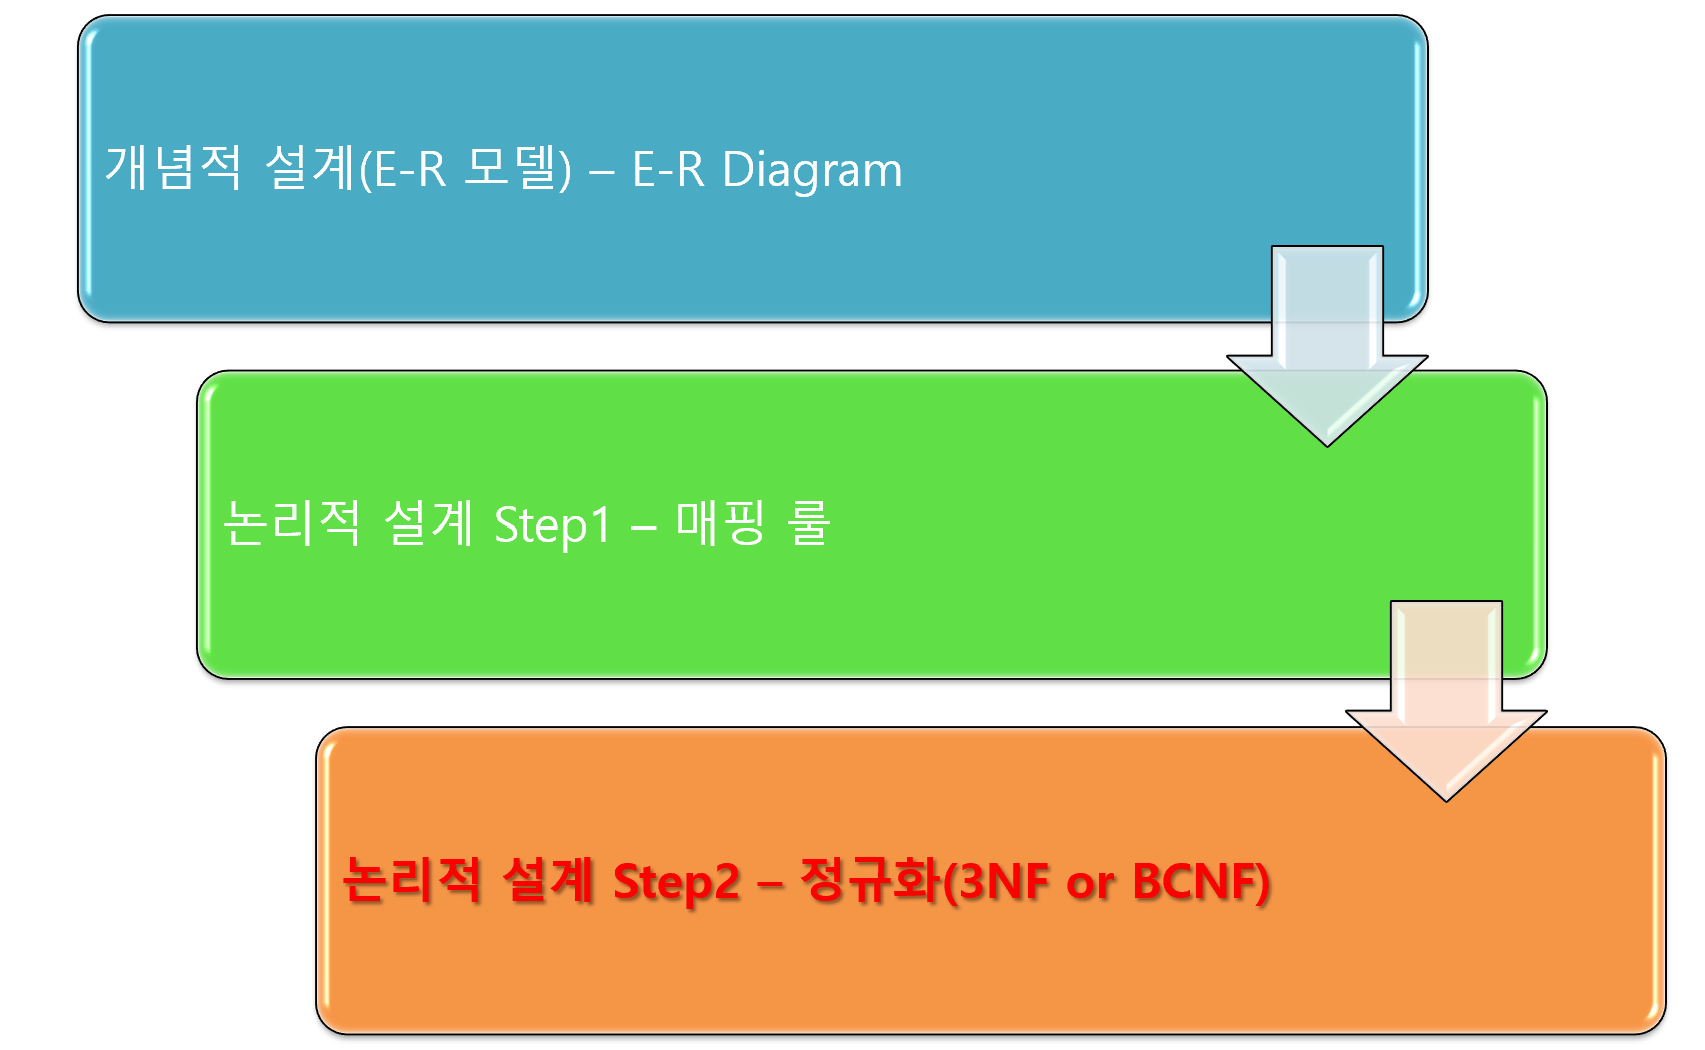 개념적 설계(E-R 모델) – E-R Diagram
논리적 설계 Step1 – 매핑 룰
논리적 설계 Step2 – 정규화(3NF or BCNF)